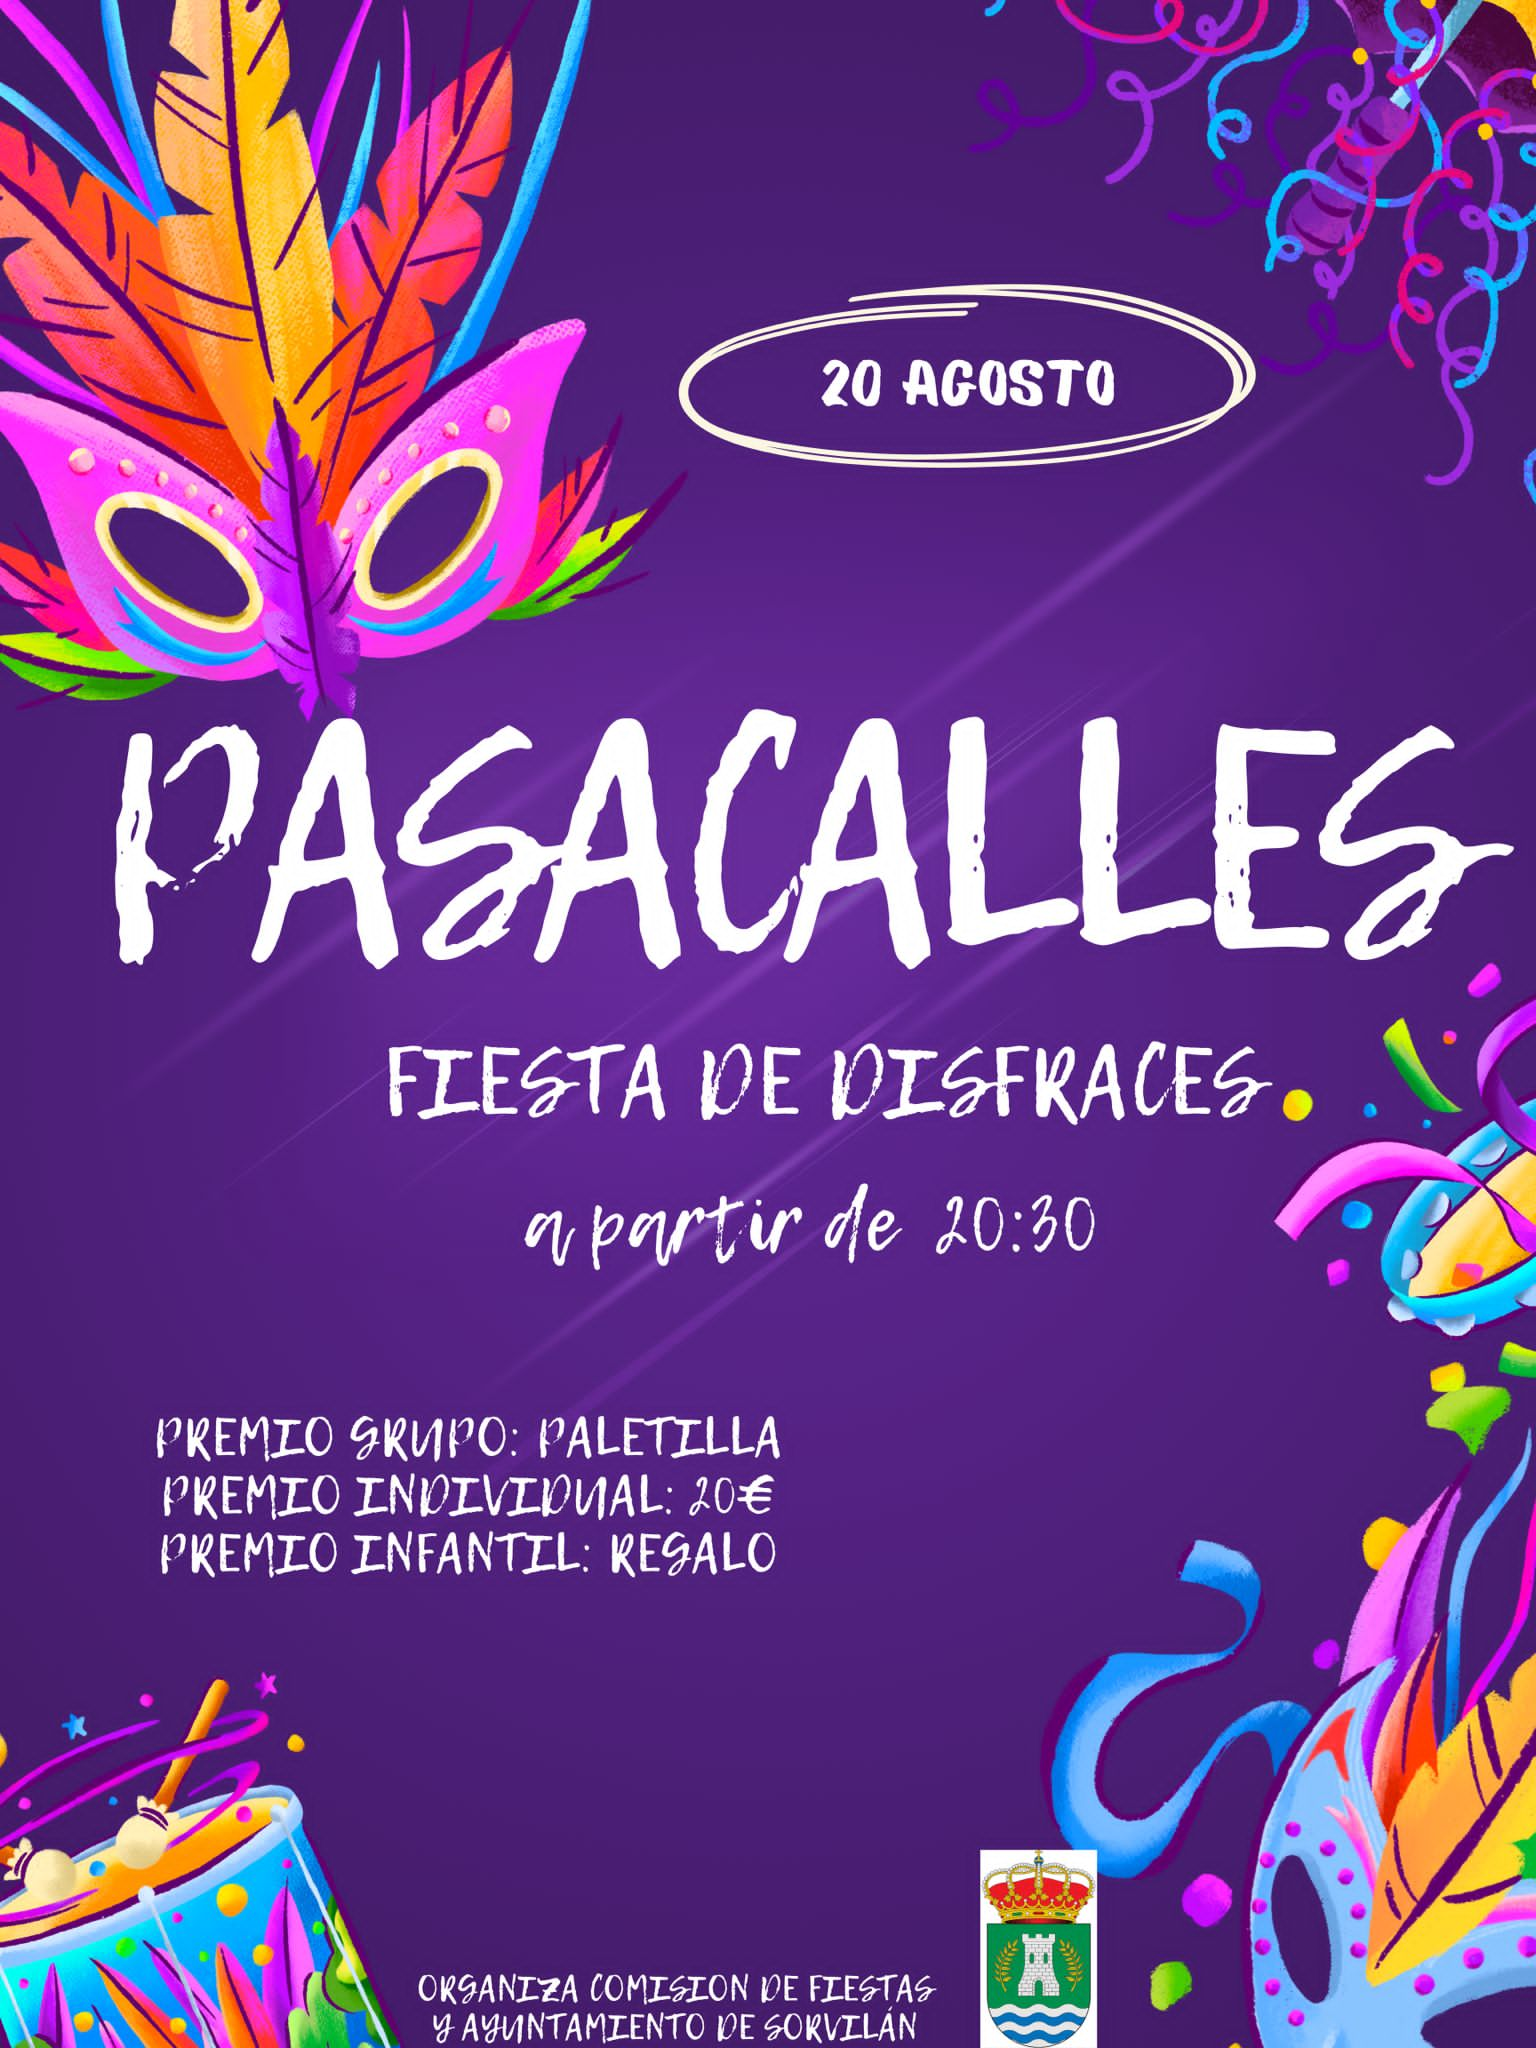 20 AGOSTO
PASACALLES
FIESTA DE DISFRACES
a partir de 20:30
PREMIO GRUPO: PALETILLA
PREMIO INDIVIDUAL: 20€
PREMIO INFANTIL: REGALO
ORGANIZA COMISION DE FIESTAS
Y AYUNTAMIENTO DE SORVILÁN